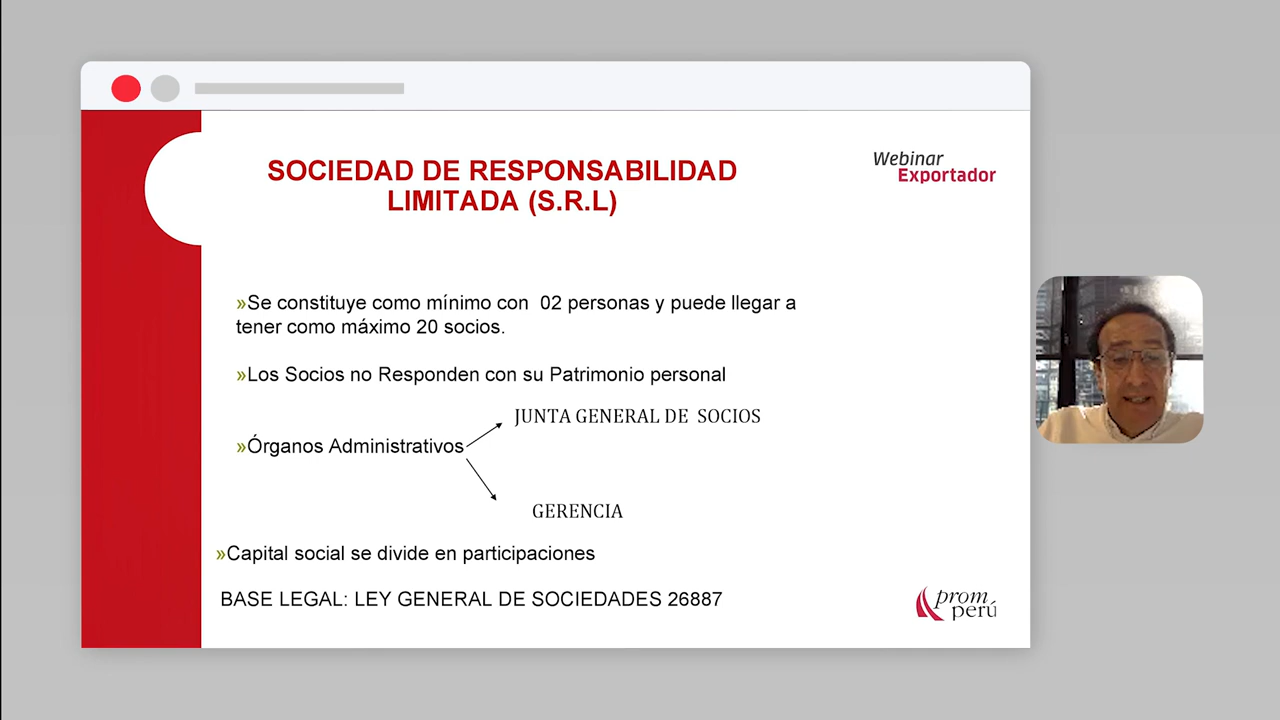 SOCIEDAD DE RESPONSABILIDAD
LIMITADA (S.R.L)
Webinar
Exportador
»Se constituye como mínimo con 02 personas y puede llegar a
tener como máximo 20 socios.
»Los Socios no Responden con su Patrimonio personal
JUNTA GENERAL DE SOCIOS
»Órganos Administrativos
GERENCIA
»Capital social se divide en participaciones
BASE LEGAL: LEY GENERAL DE SOCIEDADES 26887
prom
perú